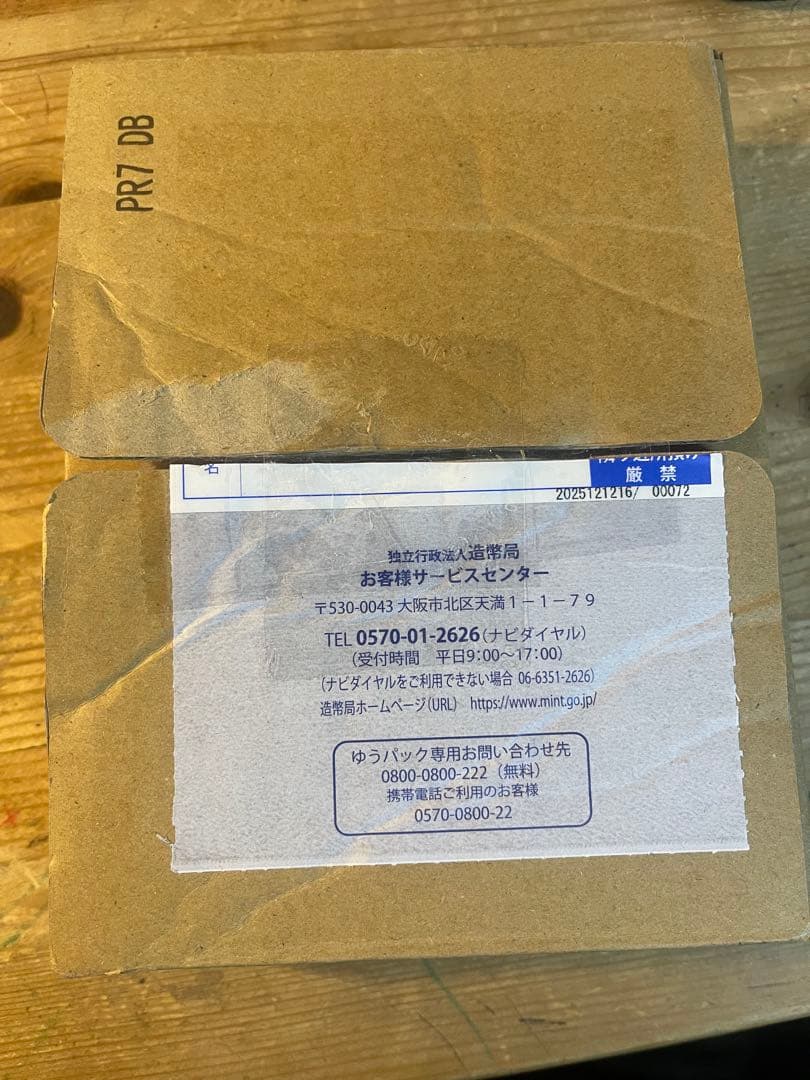 PR7 DB
名
厳 禁
2025121216/ 00072
独立行政法人造幣局
お客様サービスセンター
〒530-0043 大阪市北区天満1-1-79
TEL 0570-01-2626(ナビダイヤル)
(受付時間 平日9:00〜17:00)
(ナビダイヤルをご利用できない場合 06-6351-2626)
造幣局ホームページ(URL) https://www.mint.go.jp/
ゆうパック専用お問い合わせ先
0800-0800-222(無料)
携帯電話ご利用のお客様
0570-0800-22